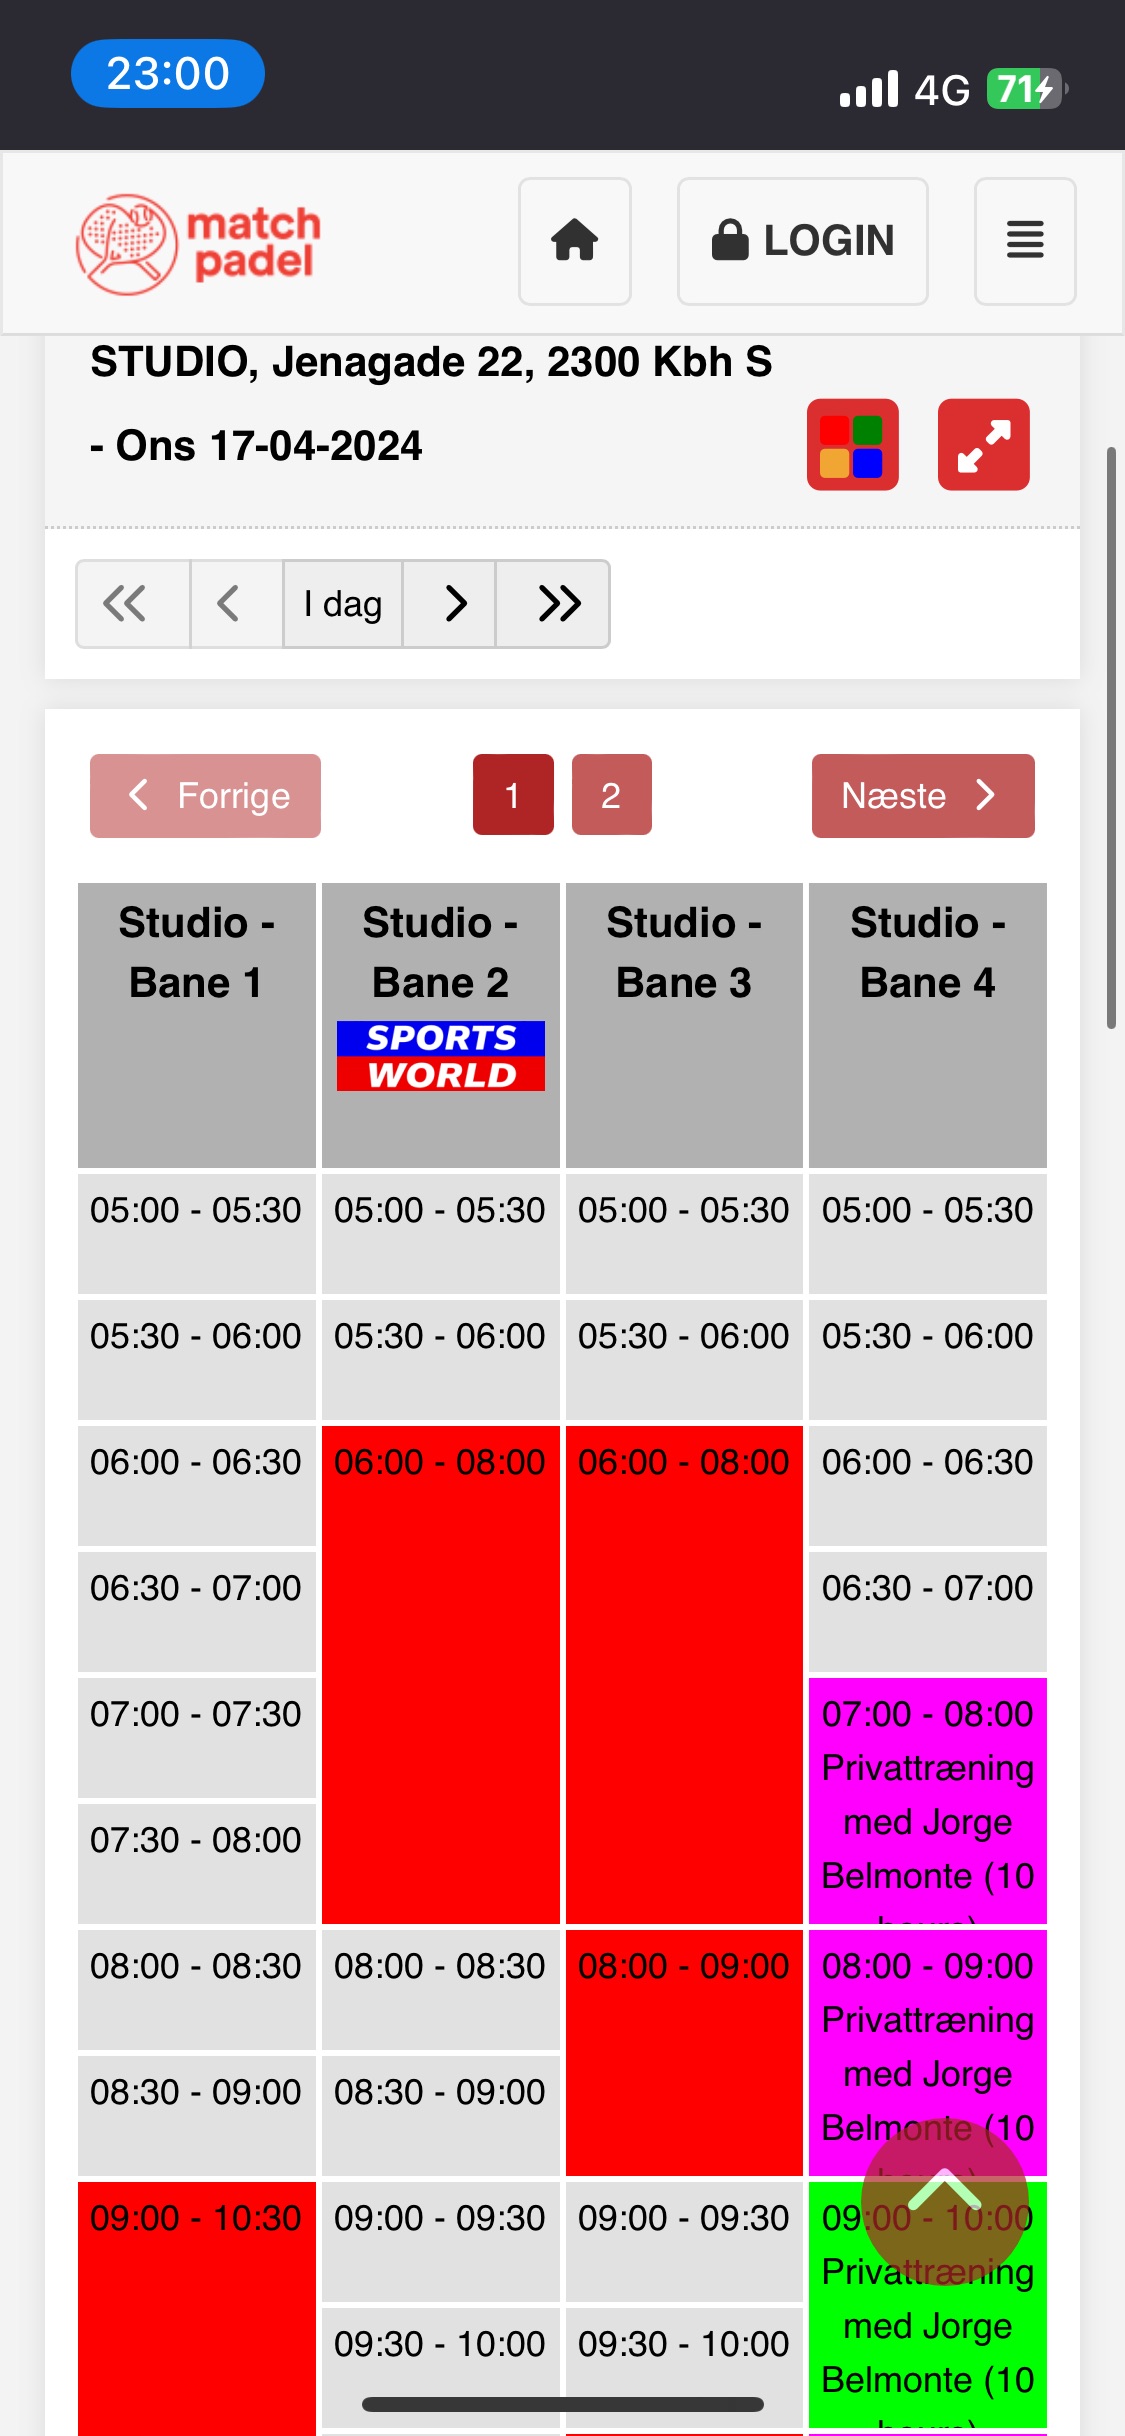 23:00
4G 71
match
padel
LOGIN
STUDIO, Jenagade 22, 2300 Kbh S
- Ons 17-04-2024
I dag
Forrige 1 2 Næste
Studio - Studio - Studio - Studio -
Bane 1 Bane 2 Bane 3 Bane 4
SPORTS
WORLD
05:00 - 05:30 05:00 - 05:30 05:00 - 05:30 05:00 - 05:30
05:30 - 06:00 05:30 - 06:00 05:30 - 06:00 05:30 - 06:00
06:00 - 06:30 06:00 - 08:00 06:00 - 08:00 06:00 - 06:30
06:30 - 07:00 06:30 - 07:00
07:00 - 07:30 07:00 - 08:00
Privattræning
med Jorge
07:30 - 08:00
Belmonte (10
08:00 - 08:30 08:00 - 08:30 08:00 - 09:00 08:00 - 09:00
Privattræning
med Jorge
08:30 - 09:00 08:30 - 09:00
Belmonte (10
09:00 - 10:30 09:00 - 09:30 09:00 - 09:30 09:00 - 10:00
Privattræning
med Jorge
09:30 - 10:00 09:30 - 10:00
Belmonte (10